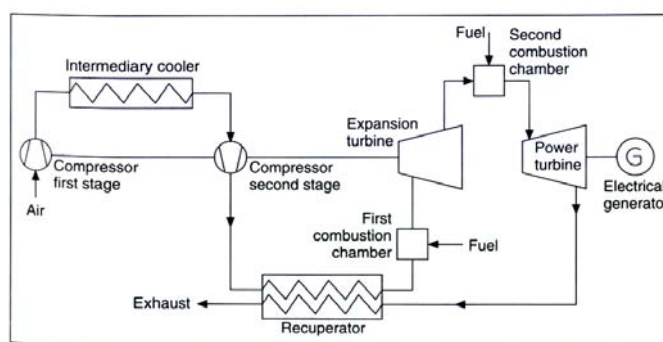 Fuel
Second
combustion
chamber
Intermediary cooler
Expansion
turbine
Compressor
first stage
Compressor
second stage
Power
turbine
G
Electrical
generator
Air
First
combustion
chamber
Fuel
Exhaust
Recuperator